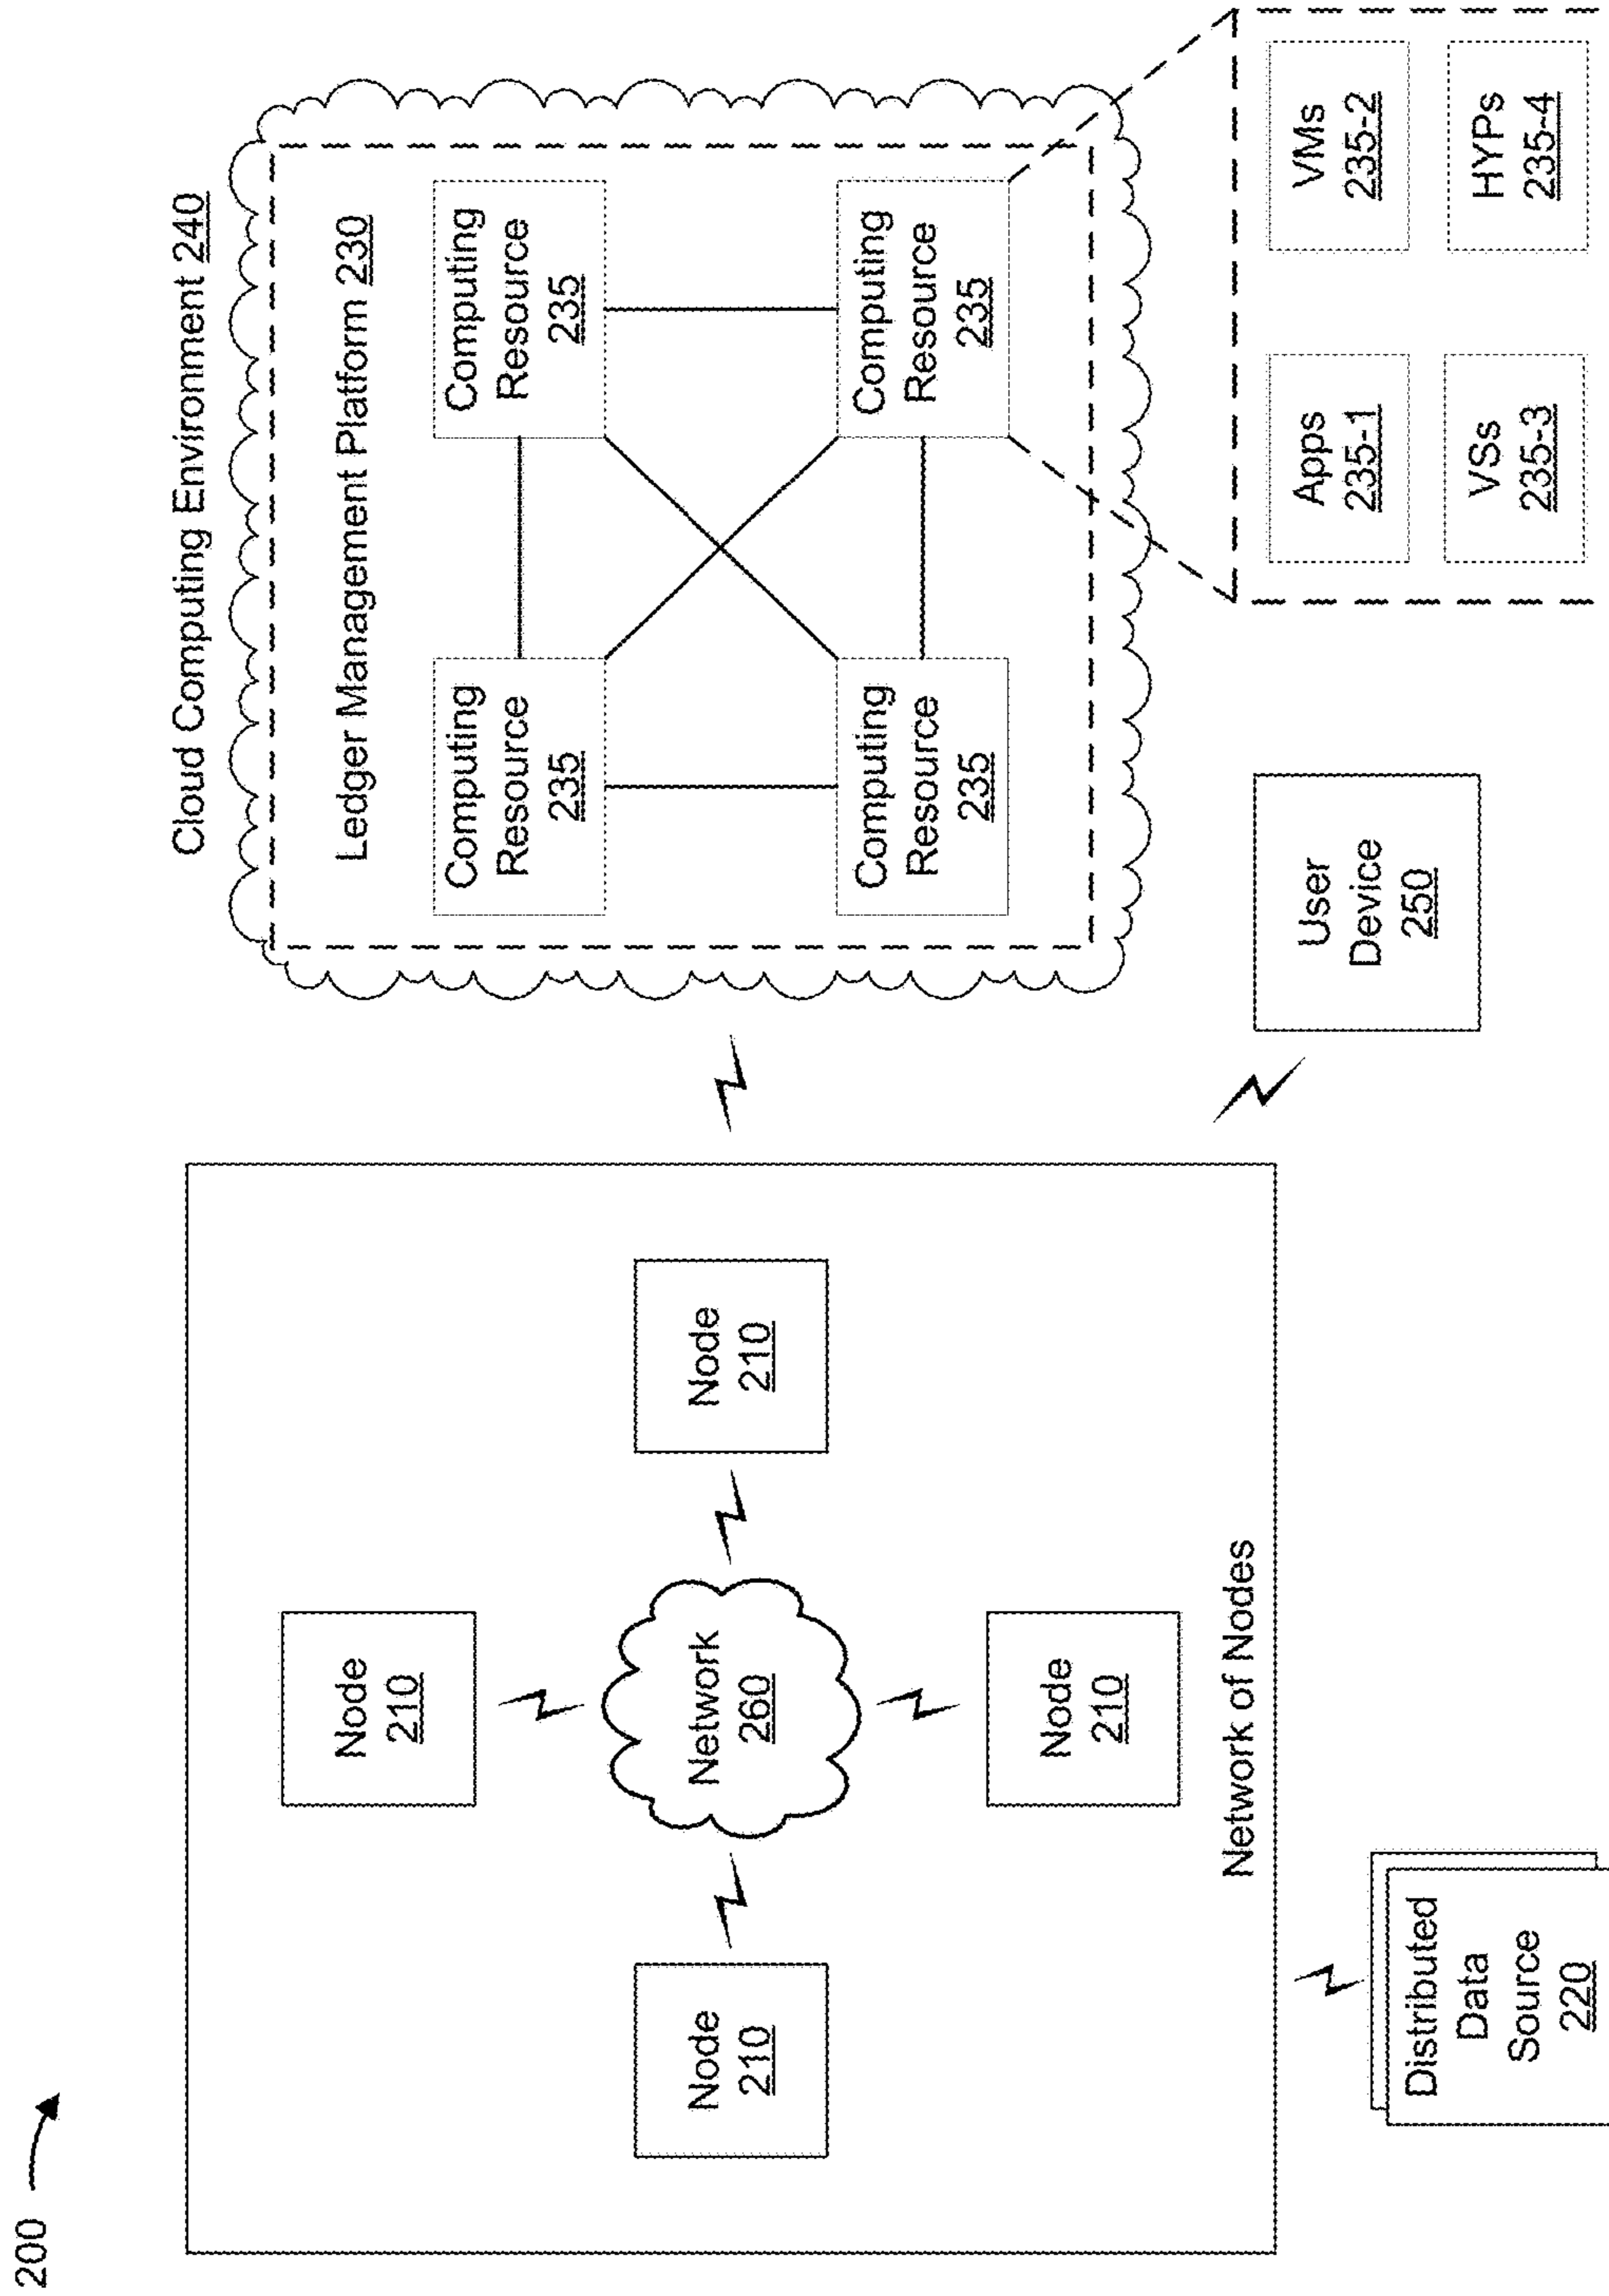 200
Cloud Computing Environment 240
Ledger Management Platform 230
Computing
Resource
235
Computing
Resource
235
Computing
Resource
235
Computing
Resource
235
Apps
235-1
VMs
235-2
VSs
235-3
HYPs
235-4
User
Device
250
Node
210
Node
210
Network
260
Node
210
Node
210
Network of Nodes
Distributed
Data
Source
220